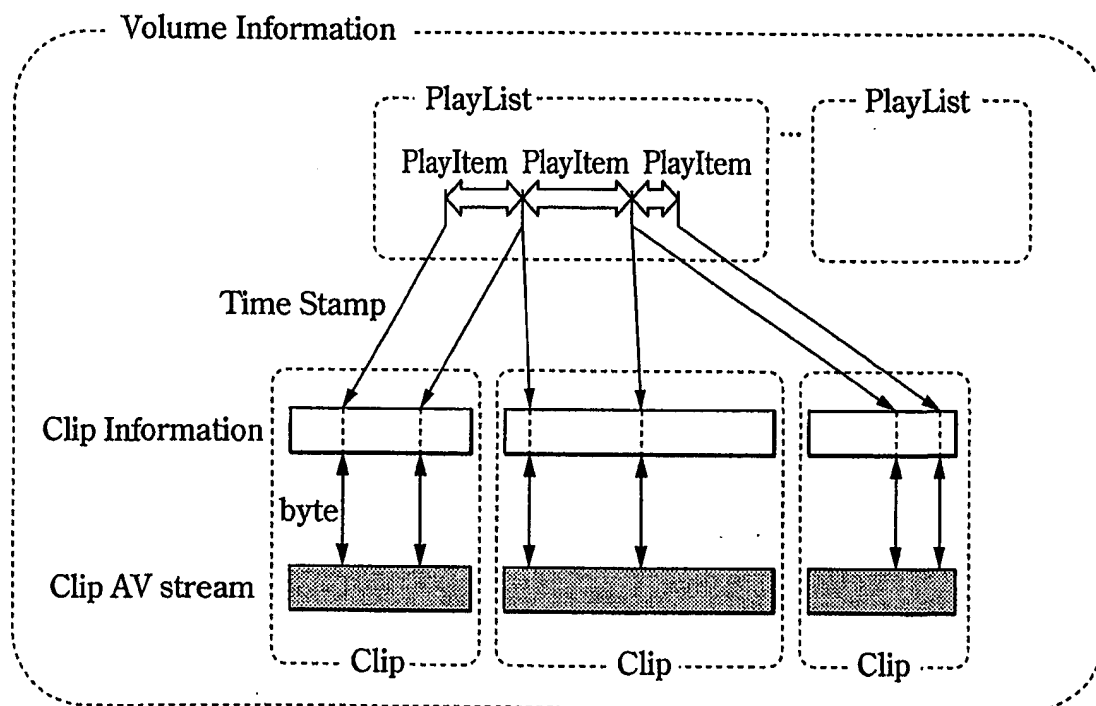 Volume Information
PlayList
PlayList
...
PlayItem PlayItem PlayItem
Time Stamp
Clip Information
byte
Clip AV stream
Clip
Clip
Clip